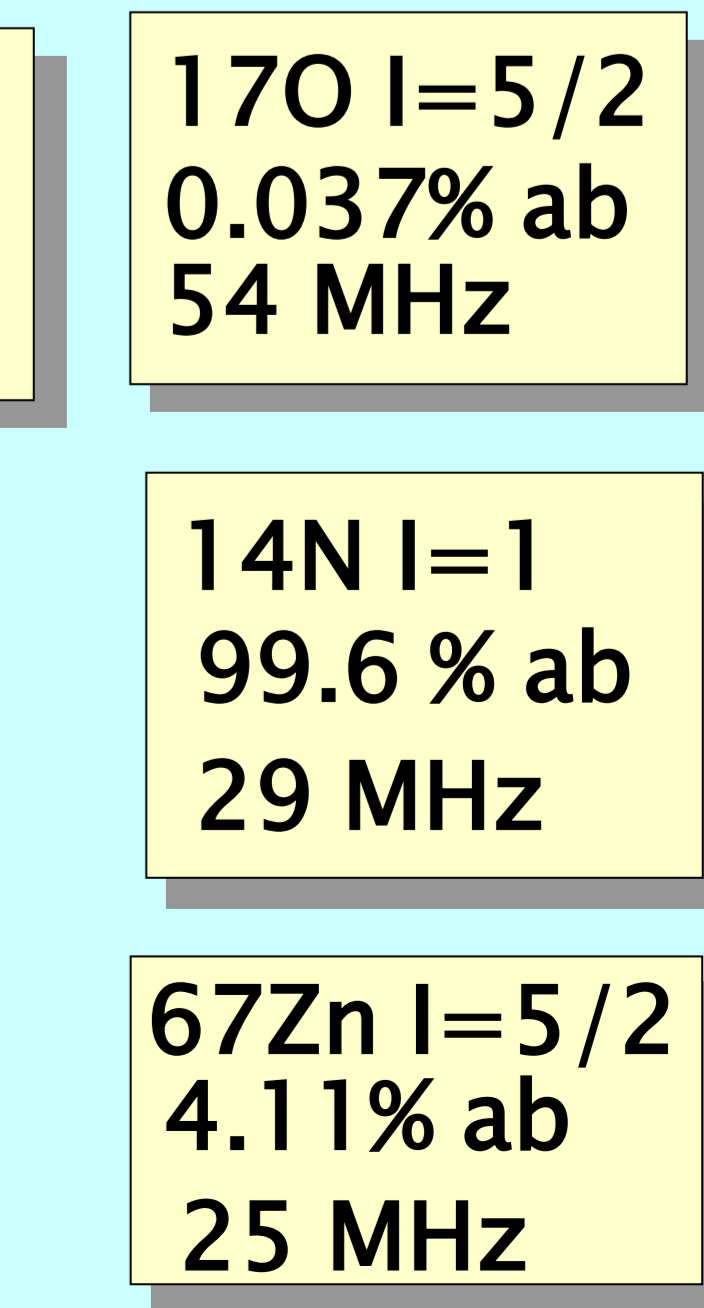 17O I=5/2
0.037% ab
54 MHz
14N I=1
99.6 % ab
29 MHz
67Zn I=5/2
4.11% ab
25 MHz